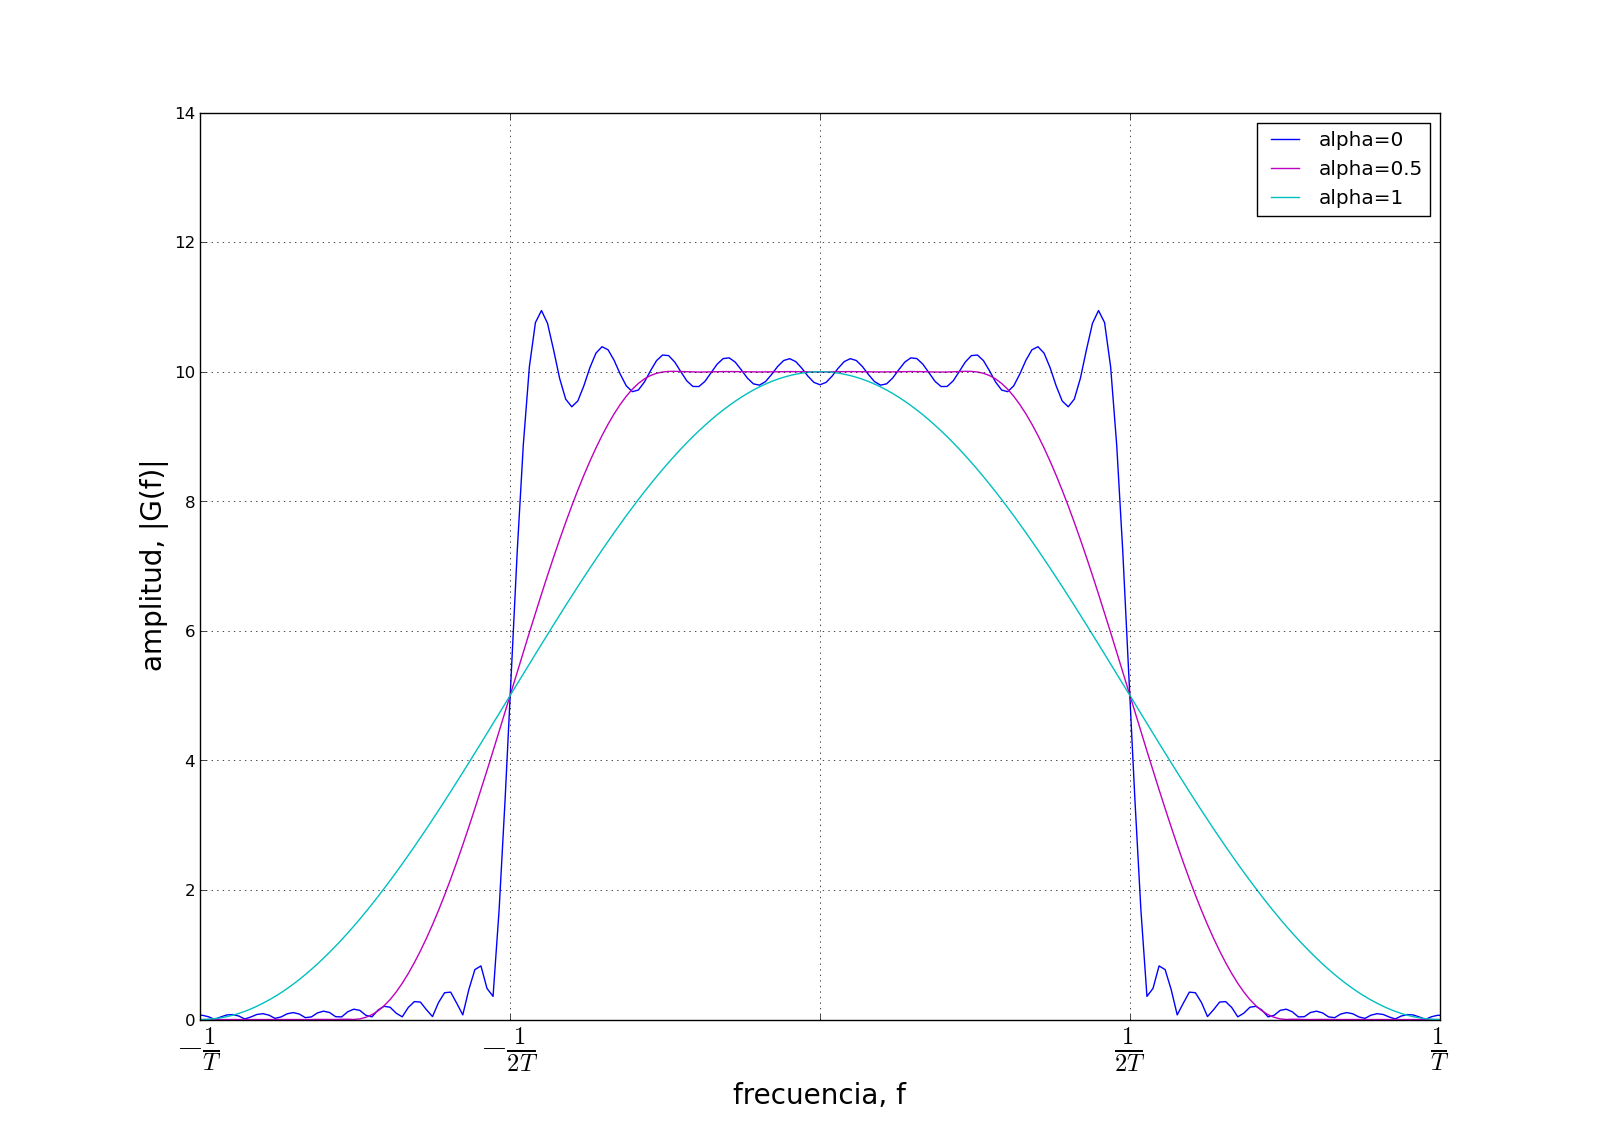 14
12
10
8
6
4
2
0
alpha=0
alpha=0.5
alpha=1
amplitud, |G(f)|
−1/T
−1/2T
1/2T
1/T
frecuencia, f